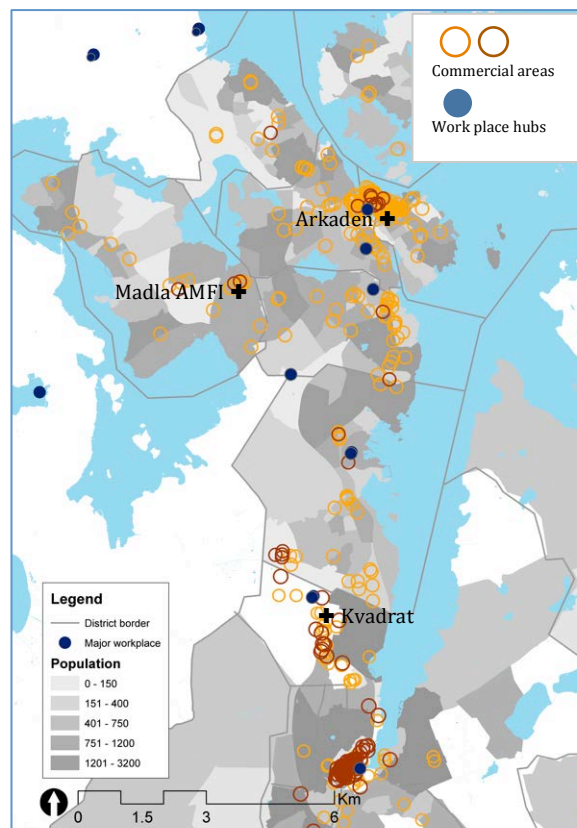 Commercial areas
Work place hubs
Arkaden
Madla AMFI
Kvadrat
Legend
District border
Major workplace
Population
0 - 150
151 - 400
401 - 750
751 - 1200
1201 - 3200
Km
0 1.5 3 6